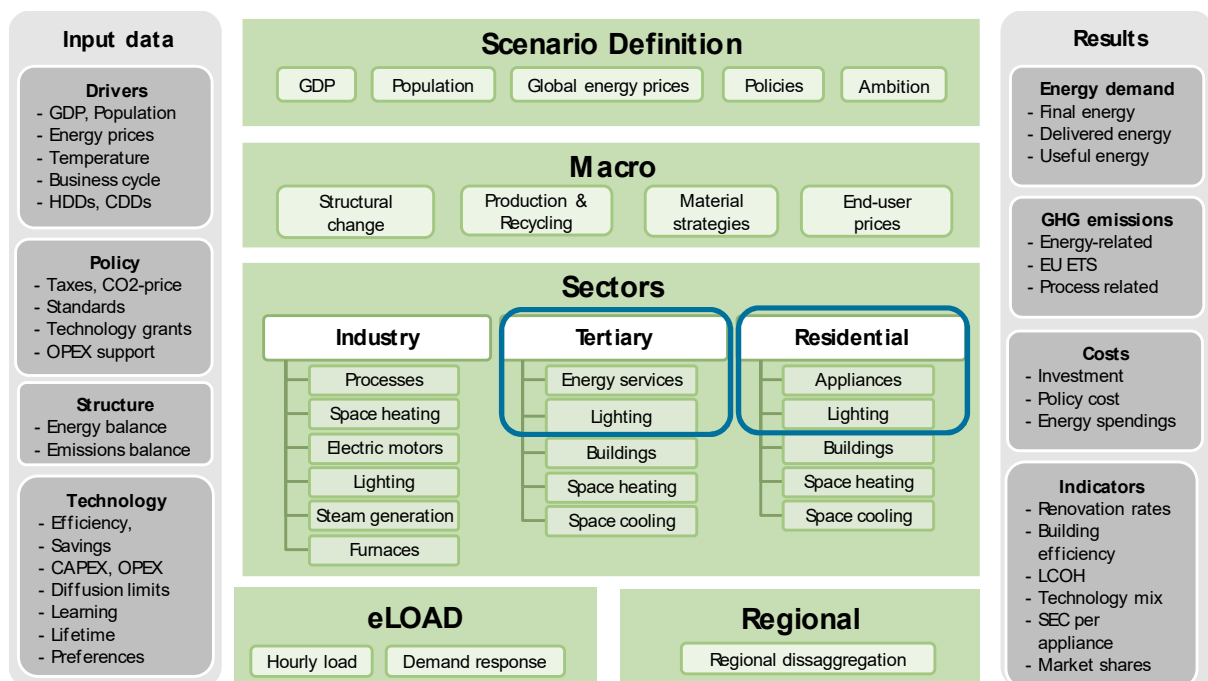 Input data
Drivers
- GDP, Population
- Energy prices
- Temperature
- Business cycle
- HDDs, CDDs
Policy
- Taxes, CO2-price
- Standards
- Technology grants
- OPEX support
Structure
- Energy balance
- Emissions balance
Technology
- Efficiency,
- Savings
- CAPEX, OPEX
- Diffusion limits
- Learning
- Lifetime
- Preferences
Scenario Definition
GDP
Population
Global energy prices
Policies
Ambition
Macro
Structural
change
Production &
Recycling
Material
strategies
End-user
prices
Sectors
Industry
Processes
Space heating
Electric motors
Lighting
Steam generation
Furnaces
Tertiary
Energy services
Lighting
Buildings
Space heating
Space cooling
Residential
Appliances
Lighting
Buildings
Space heating
Space cooling
eLOAD
Hourly load
Demand response
Regional
Regional dissaggregation
Results
Energy demand
- Final energy
- Delivered energy
- Useful energy
GHG emissions
- Energy-related
- EU ETS
- Process related
Costs
- Investment
- Policy cost
- Energy spendings
Indicators
- Renovation rates
- Building
efficiency
- LCOH
- Technology mix
- SEC per
appliance
- Market shares